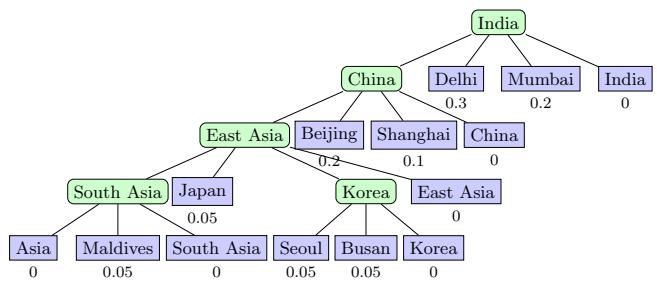 India
China Delhi Mumbai India
0.3 0.2 0
East Asia Beijing Shanghai China
0.2 0.1 0
South Asia Japan Korea East Asia
0.05 0
Asia Maldives South Asia Seoul Busan Korea
0 0.05 0 0.05 0.05 0